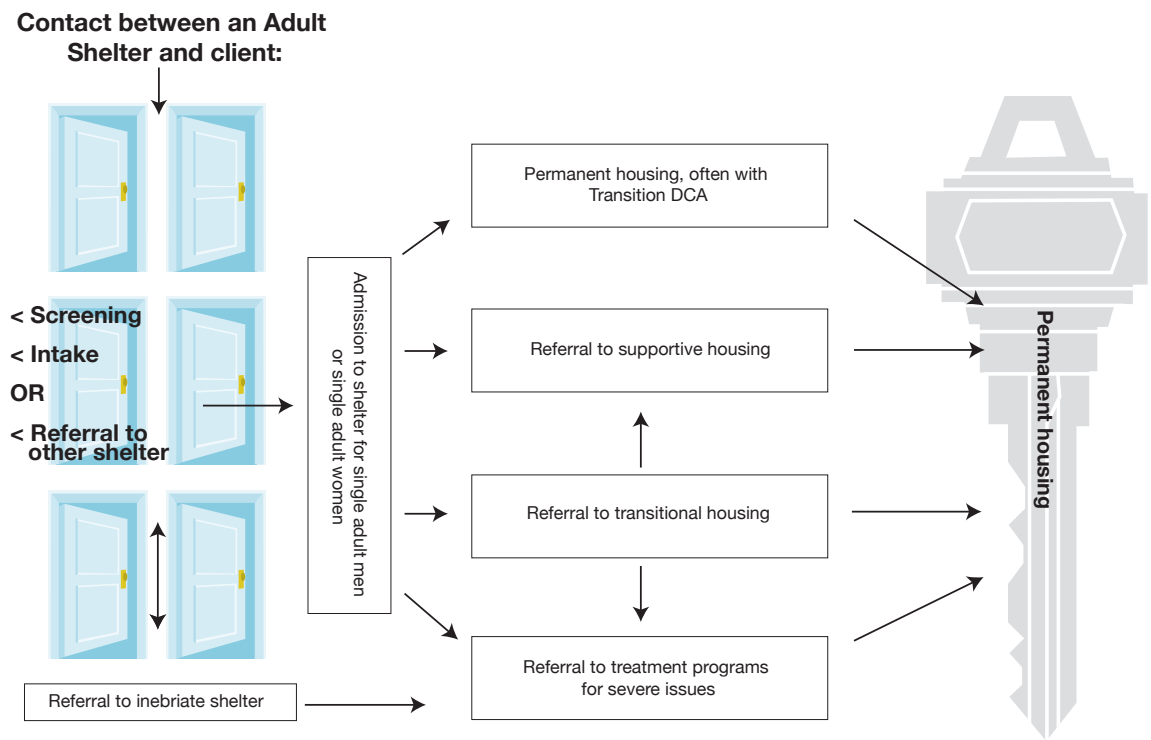 Contact between an Adult
Shelter and client:
< Screening
< Intake
OR
< Referral to
other shelter
Admission to shelter for single adult men
or single adult women
Permanent housing, often with
Transition DCA
Referral to supportive housing
Referral to transitional housing
Referral to treatment programs
for severe issues
Referral to inebriate shelter
Permanent housing